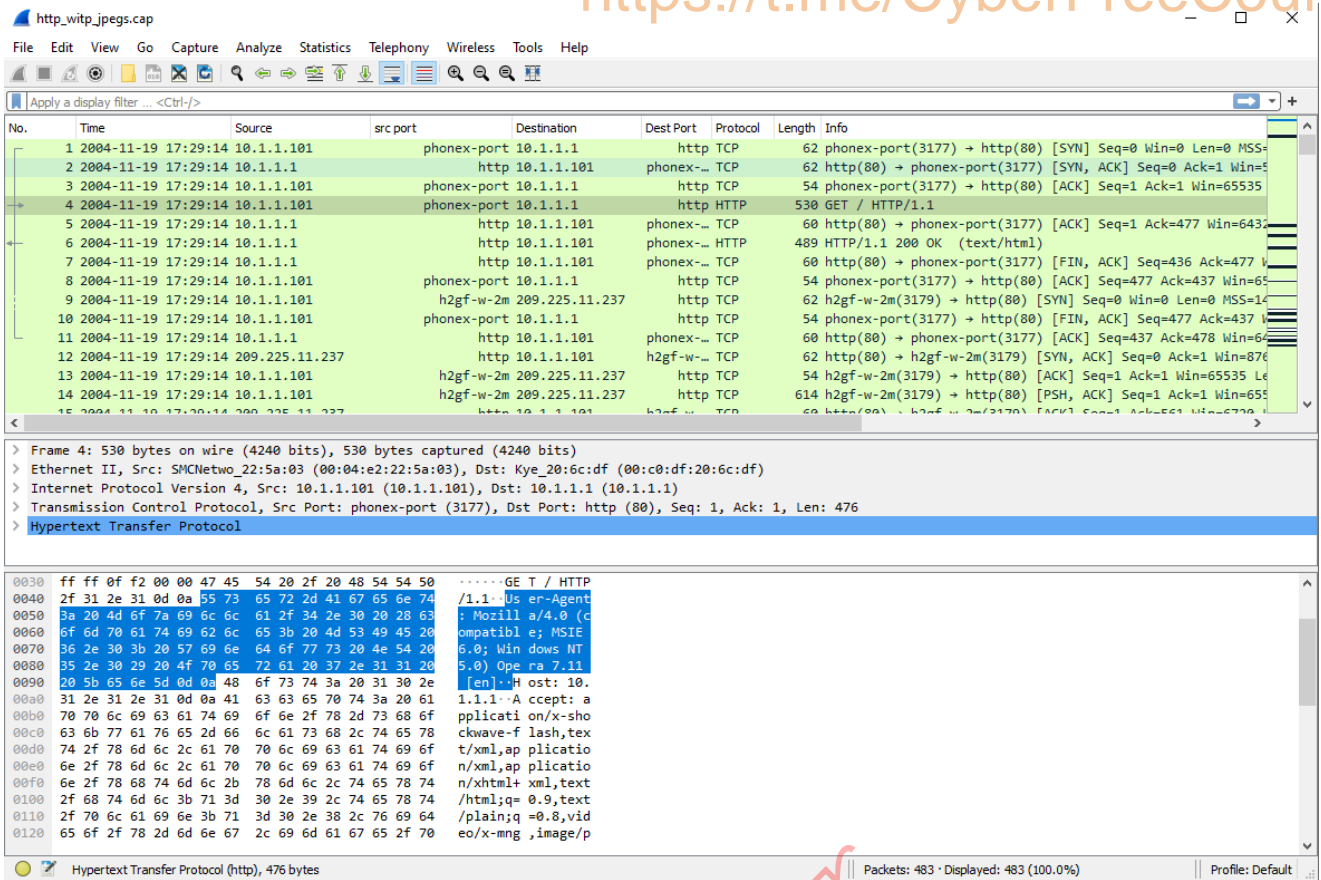 https://t.me/CyberFreeCour
http_witp_jpegs.cap
File Edit View Go Capture Analyze Statistics Telephony Wireless Tools Help
Apply a display filter ... <Ctrl-/>
No. Time Source src port Destination Dest Port Protocol Length Info
1 2004-11-19 17:29:14 10.1.1.101 phonex-port 10.1.1.1 http TCP 62 phonex-port(3177) → http(80) [SYN] Seq=0 Win=0 Len=0 MSS=
2 2004-11-19 17:29:14 10.1.1.1 http 10.1.1.101 phonex-… TCP 62 http(80) → phonex-port(3177) [SYN, ACK] Seq=0 Ack=1 Win=5
3 2004-11-19 17:29:14 10.1.1.101 phonex-port 10.1.1.1 http TCP 54 phonex-port(3177) → http(80) [ACK] Seq=1 Ack=1 Win=65535
4 2004-11-19 17:29:14 10.1.1.101 phonex-port 10.1.1.1 http HTTP 530 GET / HTTP/1.1
5 2004-11-19 17:29:14 10.1.1.1 http 10.1.1.101 phonex-… TCP 60 http(80) → phonex-port(3177) [ACK] Seq=1 Ack=477 Win=6432
6 2004-11-19 17:29:14 10.1.1.1 http 10.1.1.101 phonex-… HTTP 489 HTTP/1.1 200 OK (text/html)
7 2004-11-19 17:29:14 10.1.1.1 http 10.1.1.101 phonex-… TCP 60 http(80) → phonex-port(3177) [FIN, ACK] Seq=436 Ack=477 W
8 2004-11-19 17:29:14 10.1.1.101 phonex-port 10.1.1.1 http TCP 54 phonex-port(3177) → http(80) [ACK] Seq=477 Ack=437 Win=65
9 2004-11-19 17:29:14 10.1.1.101 h2gf-w-2m 209.225.11.237 http TCP 62 h2gf-w-2m(3179) → http(80) [SYN] Seq=0 Win=0 Len=0 MSS=14
10 2004-11-19 17:29:14 10.1.1.101 phonex-port 10.1.1.1 http TCP 54 phonex-port(3177) → http(80) [FIN, ACK] Seq=477 Ack=437 W
11 2004-11-19 17:29:14 10.1.1.1 http 10.1.1.101 phonex-… TCP 60 http(80) → phonex-port(3177) [ACK] Seq=437 Ack=478 Win=64
12 2004-11-19 17:29:14 209.225.11.237 http 10.1.1.101 h2gf-w-… TCP 62 http(80) → h2gf-w-2m(3179) [SYN, ACK] Seq=0 Ack=1 Win=876
13 2004-11-19 17:29:14 10.1.1.101 h2gf-w-2m 209.225.11.237 http TCP 54 h2gf-w-2m(3179) → http(80) [ACK] Seq=1 Ack=1 Win=65535 Le
14 2004-11-19 17:29:14 10.1.1.101 h2gf-w-2m 209.225.11.237 http TCP 614 h2gf-w-2m(3179) → http(80) [PSH, ACK] Seq=1 Ack=1 Win=655
15 2004-11-19 17:29:14 209.225.11.237 http 10.1.1.101 h2gf-w-… TCP 60 http(80) → h2gf-w-2m(3179) [ACK] Seq=1 Ack=561 Win=6720 L
> Frame 4: 530 bytes on wire (4240 bits), 530 bytes captured (4240 bits)
> Ethernet II, Src: SMCNetwo_22:5a:03 (00:04:e2:22:5a:03), Dst: Kye_20:6c:df (00:c0:df:20:6c:df)
> Internet Protocol Version 4, Src: 10.1.1.101 (10.1.1.101), Dst: 10.1.1.1 (10.1.1.1)
> Transmission Control Protocol, Src Port: phonex-port (3177), Dst Port: http (80), Seq: 1, Ack: 1, Len: 476
> Hypertext Transfer Protocol
0030 ff ff 0f f2 00 00 47 45 54 20 2f 20 48 54 54 50 ······GE T / HTTP
0040 2f 31 2e 31 0d 0a 55 73 65 72 2d 41 67 65 6e 74 /1.1··Us er-Agent
0050 3a 20 4d 6f 7a 69 6c 6c 61 2f 34 2e 30 20 28 63 : Mozill a/4.0 (c
0060 6f 6d 70 61 74 69 62 6c 65 3b 20 4d 53 49 45 20 ompatibl e; MSIE
0070 36 2e 30 3b 20 57 69 6e 64 6f 77 73 20 4e 54 20 6.0; Win dows NT
0080 35 2e 30 29 20 4f 70 65 72 61 20 37 2e 31 31 20 5.0) Ope ra 7.11
0090 20 5b 65 6e 5d 0d 0a 48 6f 73 74 3a 20 31 30 2e [en]··H ost: 10.
00a0 31 2e 31 2e 31 0d 0a 41 63 63 65 70 74 3a 20 61 1.1.1··A ccept: a
00b0 70 70 6c 69 63 61 74 69 6f 6e 2f 78 2d 73 68 6f pplicati on/x-sho
00c0 63 6b 77 61 76 65 2d 66 6c 61 73 68 2c 74 65 78 ckwave-f lash,tex
00d0 74 2f 78 6d 6c 2c 61 70 70 6c 69 63 61 74 69 6f t/xml,ap plicatio
00e0 6e 2f 78 6d 6c 2c 61 70 70 6c 69 63 61 74 69 6f n/xml,ap plicatio
00f0 6e 2f 78 68 74 6d 6c 2b 78 6d 6c 2c 74 65 78 74 n/xhtml+ xml,text
0100 2f 68 74 6d 6c 3b 71 3d 30 2e 39 2c 74 65 78 74 /html;q= 0.9,text
0110 2f 70 6c 61 69 6e 3b 71 3d 30 2e 38 2c 76 69 64 /plain;q =0.8,vid
0120 65 6f 2f 78 2d 6d 6e 67 2c 69 6d 61 67 65 2f 70 eo/x-mng ,image/p
Hypertext Transfer Protocol (http), 476 bytes Packets: 483 · Displayed: 483 (100.0%) Profile: Default